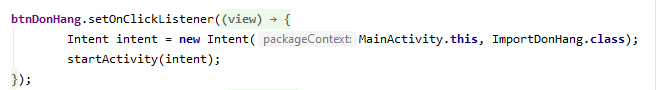 btnDonHang.setOnClickListener((view) → {
Intent intent = new Intent( packageContext: MainActivity.this, ImportDonHang.class);
startActivity(intent);
});